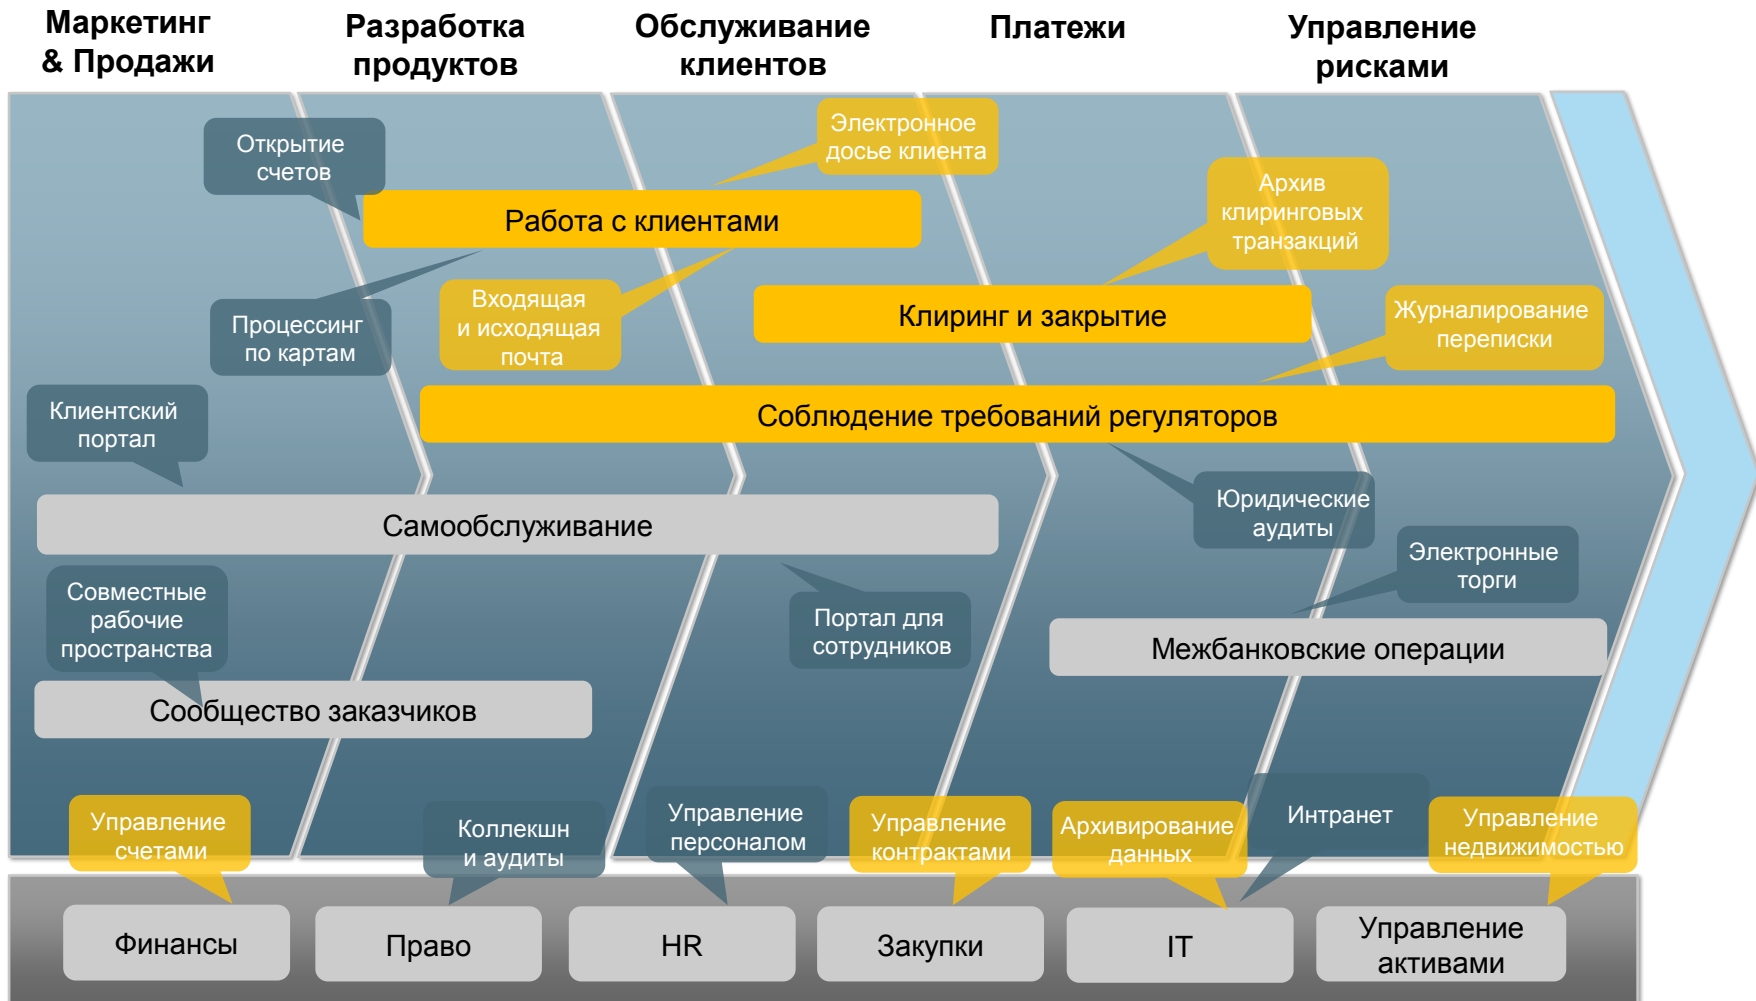 Маркетинг
& Продажи
Разработка
продуктов
Обслуживание
клиентов
Платежи
Управление
рисками
Открытие
счетов
Электронное
досье клиента
Работа с клиентами
Архив
клиринговых
транзакций
Процессинг
по картам
Входящая
и исходящая
почта
Клиринг и закрытие
Журналирование
переписки
Клиентский
портал
Соблюдение требований регуляторов
Юридические
аудиты
Самообслуживание
Электронные
торги
Совместные
рабочие
пространства
Портал для
сотрудников
Межбанковские операции
Сообщество заказчиков
Управление
счетами
Коллекшн
и аудиты
Управление
персоналом
Управление
контрактами
Архивирование
данных
Интранет
Управление
недвижимостью
Финансы
Право
HR
Закупки
IT
Управление
активами